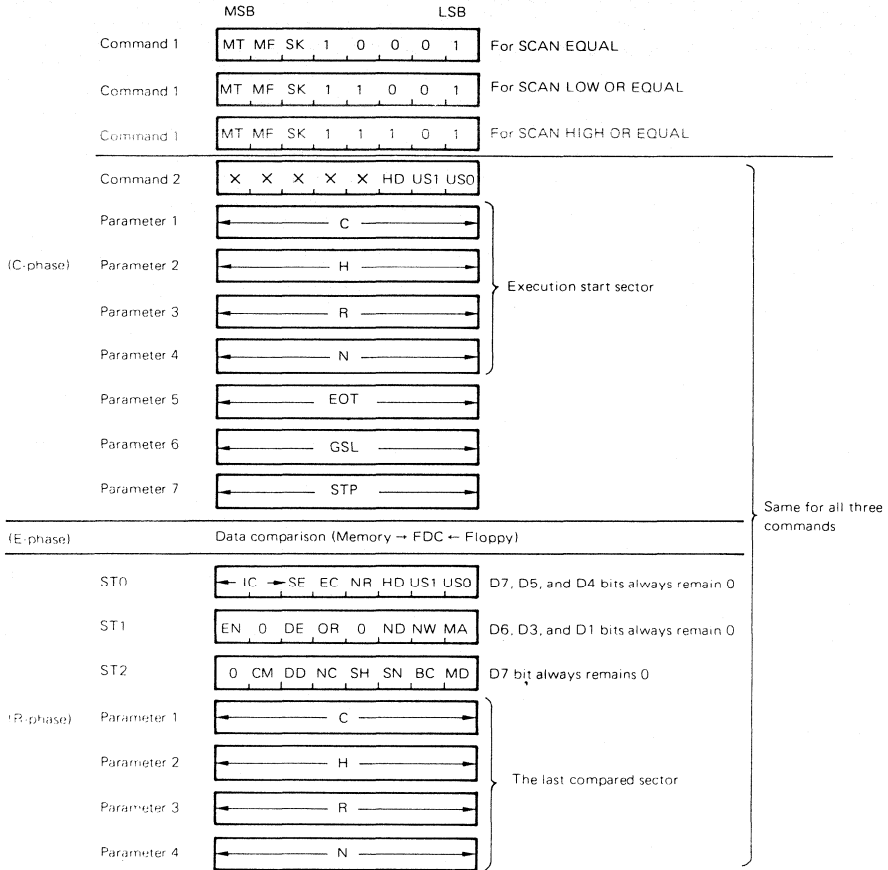 MSB LSB
Command 1 MT MF SK 1 0 0 0 1 For SCAN EQUAL
Command 1 MT MF SK 1 1 0 0 1 For SCAN LOW OR EQUAL
Command 1 MT MF SK 1 1 1 0 1 For SCAN HIGH OR EQUAL
Command 2 × × × × × HD US1 US0
Parameter 1 C
(C-phase) Parameter 2 H
Execution start sector
Parameter 3 R
Parameter 4 N
Parameter 5 EOT
Parameter 6 GSL
Parameter 7 STP
Same for all three
commands
(E-phase) Data comparison (Memory → FDC ← Floppy)
ST0 ← IC → SE EC NR HD US1 US0 D7, D5, and D4 bits always remain 0
ST1 EN 0 DE OR 0 ND NW MA D6, D3, and D1 bits always remain 0
ST2 0 CM DD NC SH SN BC MD D7 bit always remains 0
(R-phase) Parameter 1 C
Parameter 2 H
The last compared sector
Parameter 3 R
Parameter 4 N